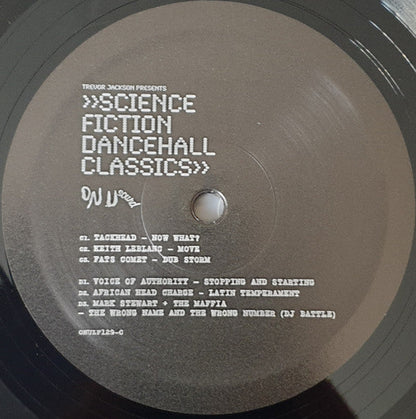 TREVOR JACKSON PRESENTS
>>SCIENCE
FICTION
DANCEHALL
CLASSICS>>
ON U Sound
C1. TACKHEAD – NOW WHAT?
C2. KEITH LEBLANC – MOVE
C3. FATS COMET – DUB STORM
D1. VOICE OF AUTHORITY – STOPPING AND STARTING
D2. AFRICAN HEAD CHARGE – LATIN TEMPERAMENT
D3. MARK STEWART + THE MAFFIA
– THE WRONG NAME AND THE WRONG NUMBER (DJ BATTLE)
ONULP129-C